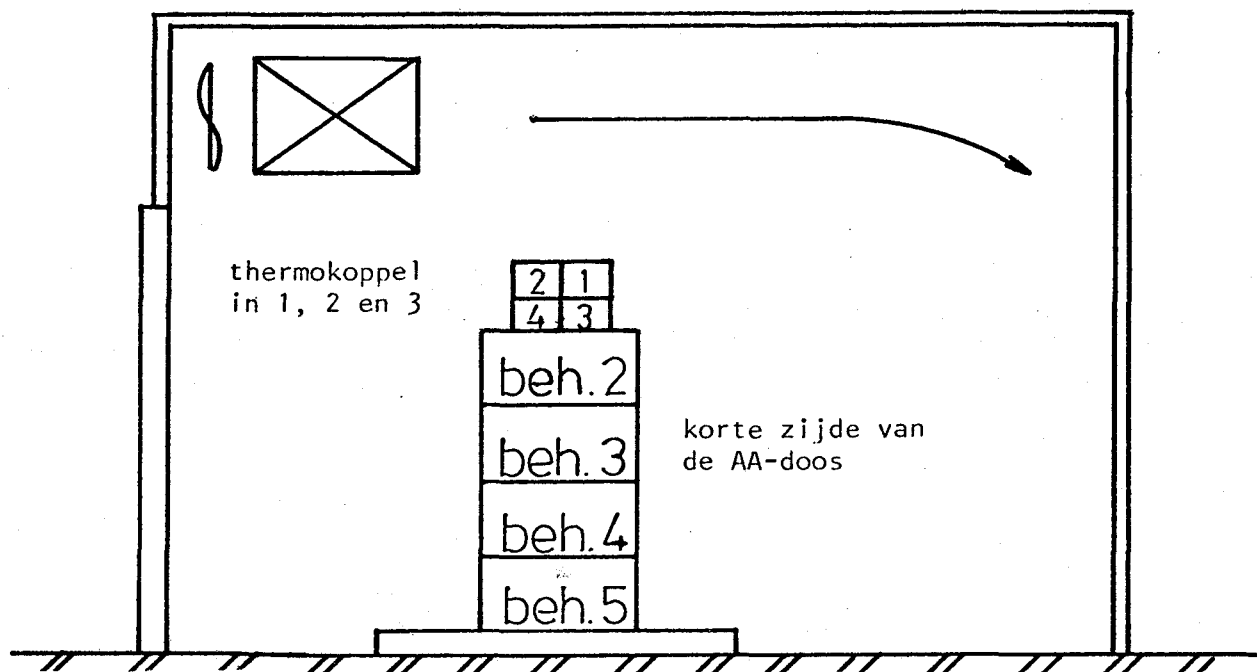 thermokoppel
in 1, 2 en 3
2 1
4 3
beh. 2
beh. 3
korte zijde van
de AA-doos
beh. 4
beh. 5